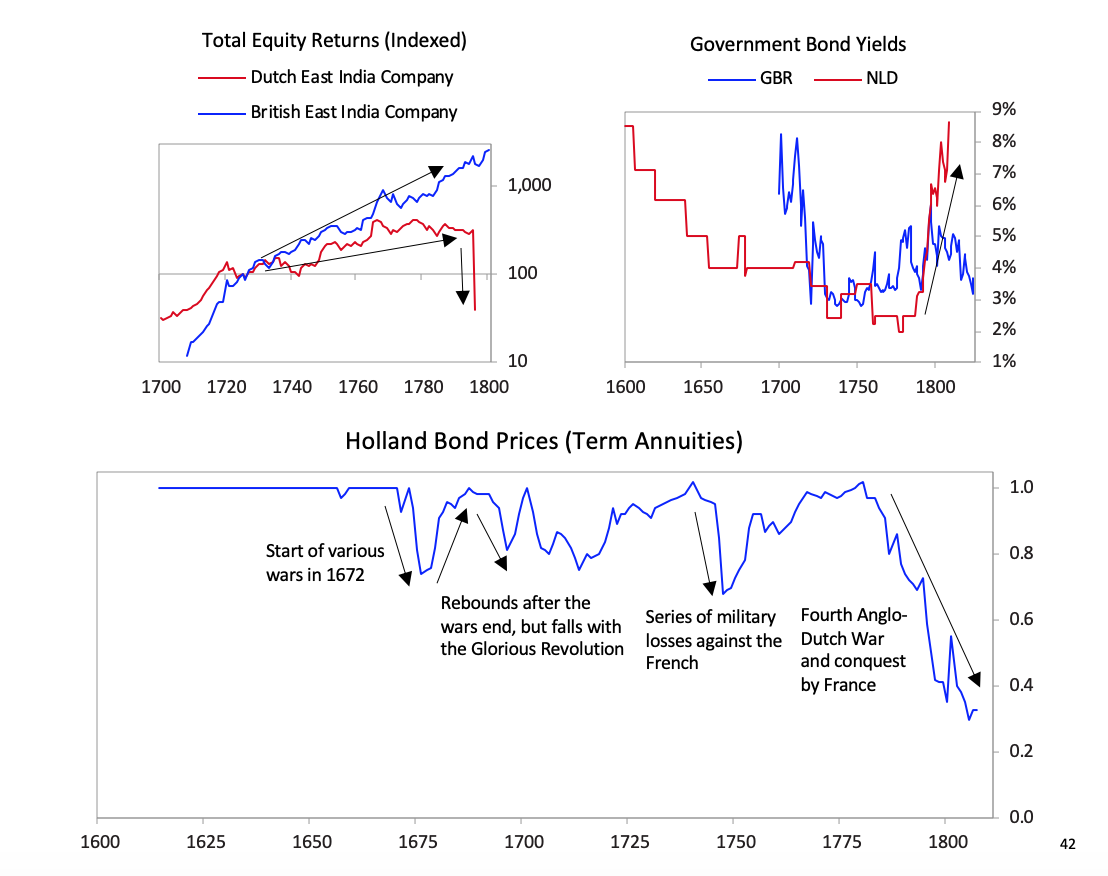 Total Equity Returns (Indexed)
Dutch East India Company
British East India Company
1,000
100
10
1700 1720 1740 1760 1780 1800
Government Bond Yields
GBR NLD
9%
8%
7%
6%
5%
4%
3%
2%
1%
1600 1650 1700 1750 1800
Holland Bond Prices (Term Annuities)
1.0
0.8
0.6
0.4
0.2
0.0
Start of various
wars in 1672
Rebounds after the
wars end, but falls with
the Glorious Revolution
Series of military
losses against the
French
Fourth Anglo-
Dutch War
and conquest
by France
1600 1625 1650 1675 1700 1725 1750 1775 1800
42